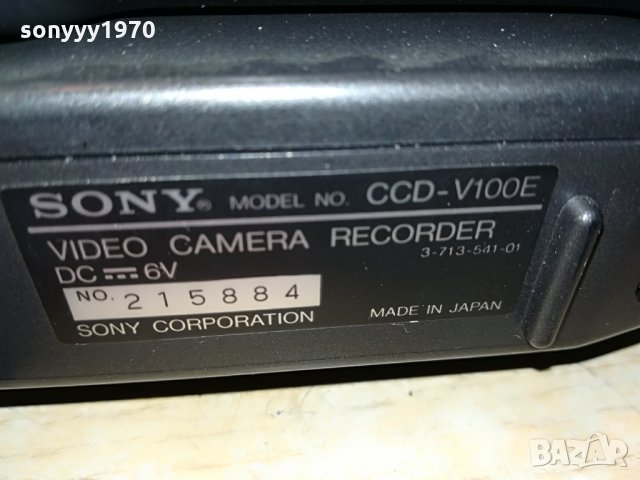 sonyyy1970
SONY® MODEL NO. CCD-V100E
VIDEO CAMERA RECORDER
3-713-541-01
DC ⎓ 6V
NO. 215884
SONY CORPORATION
MADE IN JAPAN
BAZAR